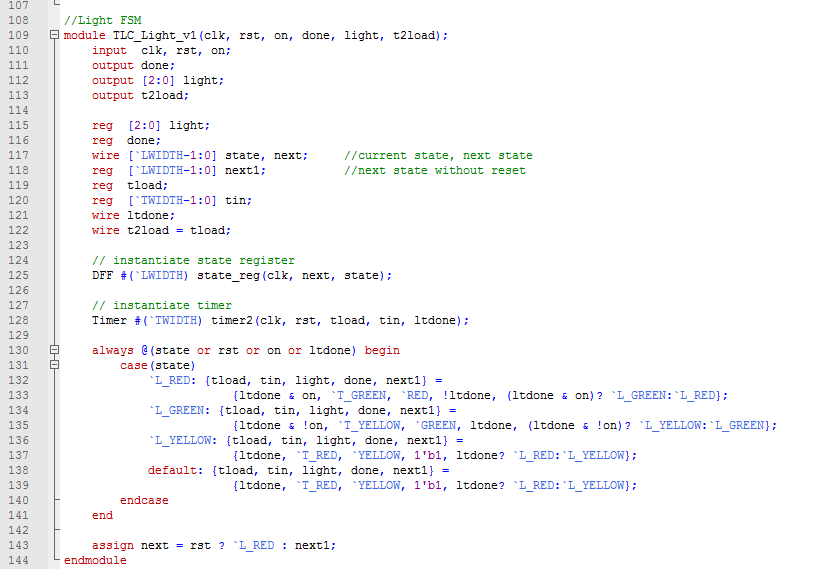 107
108 //Light FSM
109 module TLC_Light_v1(clk, rst, on, done, light, t2load);
110 input clk, rst, on;
111 output done;
112 output [2:0] light;
113 output t2load;
114
115 reg [2:0] light;
116 reg done;
117 wire [`LWIDTH-1:0] state, next; //current state, next state
118 reg [`LWIDTH-1:0] next1; //next state without reset
119 reg tload;
120 reg [`TWIDTH-1:0] tin;
121 wire ltdone;
122 wire t2load = tload;
123
124 // instantiate state register
125 DFF #(`LWIDTH) state_reg(clk, next, state);
126
127 // instantiate timer
128 Timer #(`TWIDTH) timer2(clk, rst, tload, tin, ltdone);
129
130 always @(state or rst or on or ltdone) begin
131 case(state)
132 `L_RED: {tload, tin, light, done, next1} =
133 {ltdone & on, `T_GREEN, `RED, !ltdone, (ltdone & on)? `L_GREEN:`L_RED};
134 `L_GREEN: {tload, tin, light, done, next1} =
135 {ltdone & !on, `T_YELLOW, `GREEN, ltdone, (ltdone & !on)? `L_YELLOW:`L_GREEN};
136 `L_YELLOW: {tload, tin, light, done, next1} =
137 {ltdone, `T_RED, `YELLOW, 1'b1, ltdone? `L_RED:`L_YELLOW};
138 default: {tload, tin, light, done, next1} =
139 {ltdone, `T_RED, `YELLOW, 1'b1, ltdone? `L_RED:`L_YELLOW};
140 endcase
141 end
142
143 assign next = rst ? `L_RED : next1;
144 endmodule